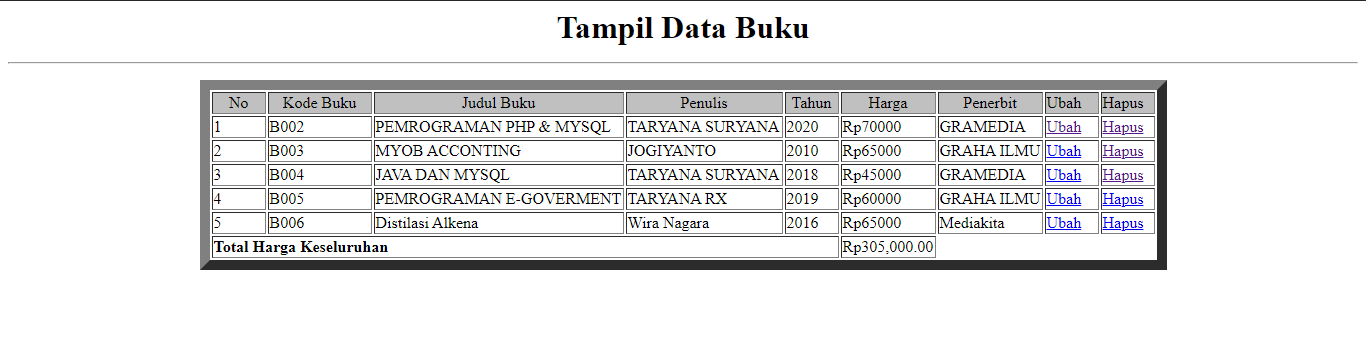 Tampil Data Buku
No Kode Buku Judul Buku Penulis Tahun Harga Penerbit Ubah Hapus
1 B002 PEMROGRAMAN PHP & MYSQL TARYANA SURYANA 2020 Rp70000 GRAMEDIA Ubah Hapus
2 B003 MYOB ACCONTING JOGIYANTO 2010 Rp65000 GRAHA ILMU Ubah Hapus
3 B004 JAVA DAN MYSQL TARYANA SURYANA 2018 Rp45000 GRAMEDIA Ubah Hapus
4 B005 PEMROGRAMAN E-GOVERMENT TARYANA RX 2019 Rp60000 GRAHA ILMU Ubah Hapus
5 B006 Distilasi Alkena Wira Nagara 2016 Rp65000 Mediakita Ubah Hapus
Total Harga Keseluruhan Rp305,000.00